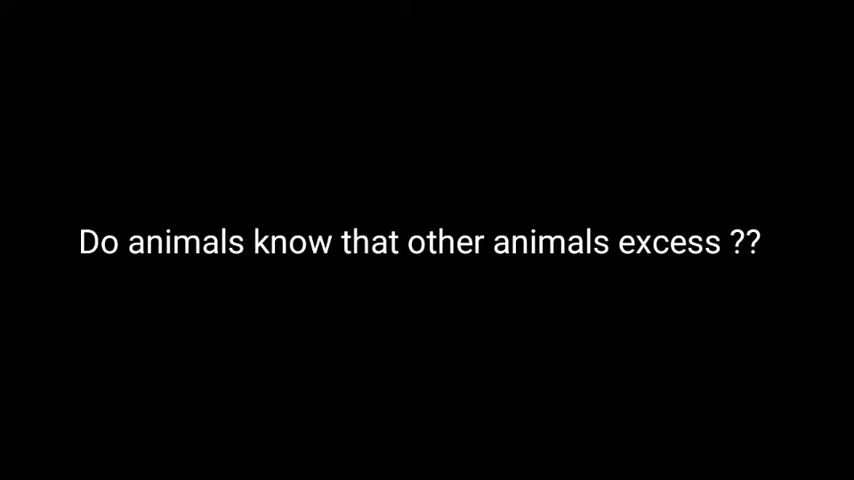 Do animals know that other animals excess ??